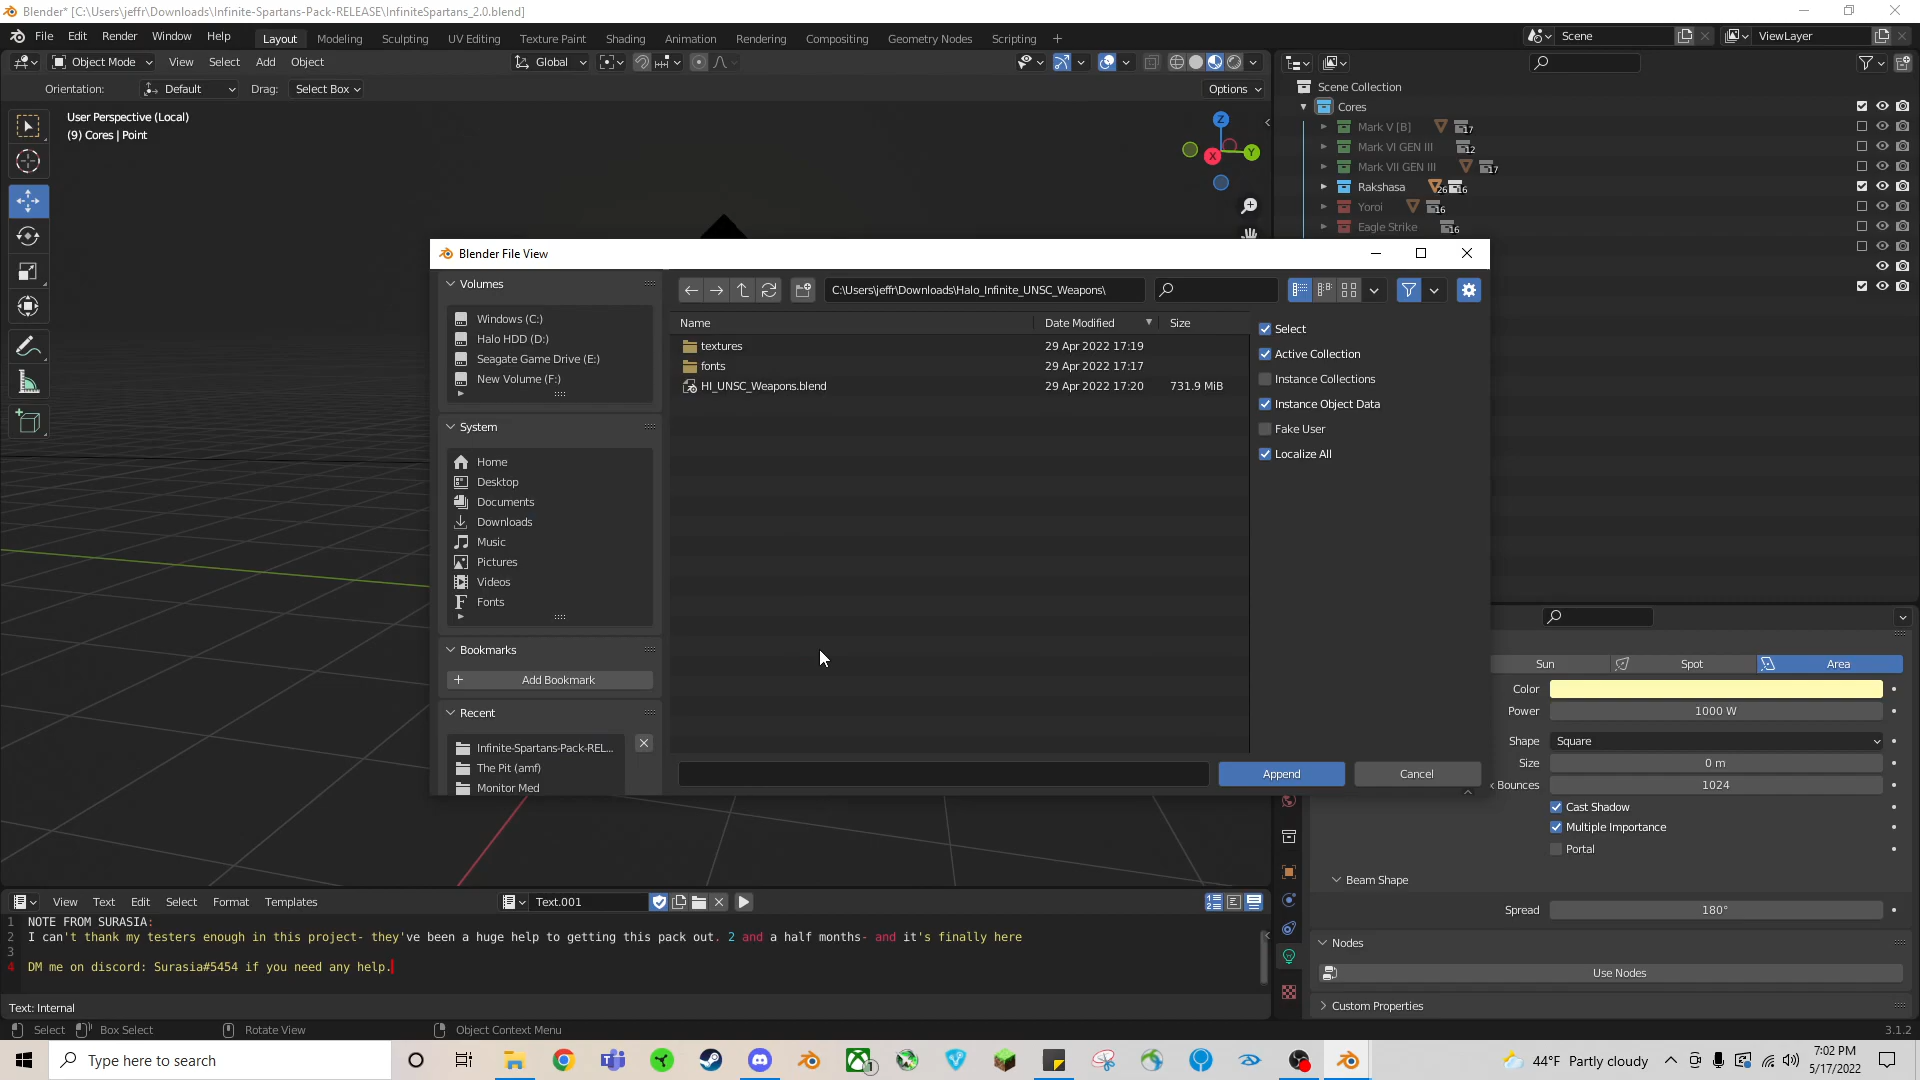 Blender* [C:\Users\jeffr\Downloads\Infinite-Spartans-Pack-RELEASE\InfiniteSpartans_2.0.blend]
File Edit Render Window Help Layout Modeling Sculpting UV Editing Texture Paint Shading Animation Rendering Compositing Geometry Nodes Scripting + Scene ViewLayer
Object Mode View Select Add Object Global
Orientation: Default Drag: Select Box Options
User Perspective (Local)
(9) Cores | Point
Z
Y
X
Scene Collection
Cores
Mark V [B] 17
Mark VI GEN III 12
Mark VII GEN III 17
Rakshasa 26 16
Yoroi 16
Eagle Strike 16
Blender File View
Volumes
Windows (C:)
Halo HDD (D:)
Seagate Game Drive (E:)
New Volume (F:)
System
Home
Desktop
Documents
Downloads
Music
Pictures
Videos
Fonts
Bookmarks
Add Bookmark
Recent
Infinite-Spartans-Pack-REL...
The Pit (amf)
Monitor Med
C:\Users\jeffr\Downloads\Halo_Infinite_UNSC_Weapons\
Name Date Modified Size
textures 29 Apr 2022 17:19
fonts 29 Apr 2022 17:17
HI_UNSC_Weapons.blend 29 Apr 2022 17:20 731.9 MiB
Select
Active Collection
Instance Collections
Instance Object Data
Fake User
Localize All
Append Cancel
Sun Spot Area
Color
Power 1000 W
Shape Square
Size 0 m
x Bounces 1024
Cast Shadow
Multiple Importance
Portal
Beam Shape
Spread 180°
Nodes
Use Nodes
Custom Properties
View Text Edit Select Format Templates Text.001
1 NOTE FROM SURASIA:
2 I can't thank my testers enough in this project- they've been a huge help to getting this pack out. 2 and a half months- and it's finally here
3
4 DM me on discord: Surasia#5454 if you need any help.
Text: Internal
Select Box Select Rotate View Object Context Menu 3.1.2
Type here to search
1
44°F Partly cloudy
7:02 PM
5/17/2022